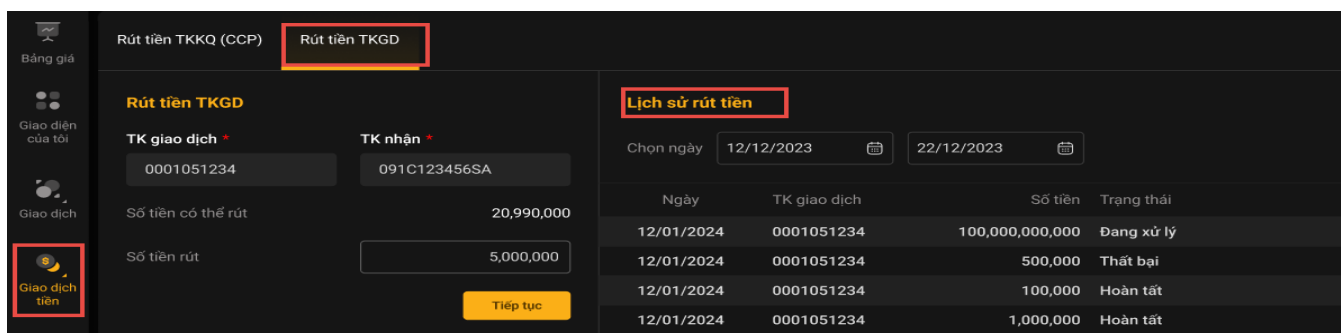 Bảng giá
Giao diện
của tôi
Giao dịch
Giao dịch
tiền
Rút tiền TKKQ (CCP) Rút tiền TKGD
Rút tiền TKGD
TK giao dịch * TK nhận *
0001051234 091C123456SA
Số tiền có thể rút 20,990,000
Số tiền rút 5,000,000
Tiếp tục
Lịch sử rút tiền
Chọn ngày 12/12/2023 22/12/2023
Ngày TK giao dịch Số tiền Trạng thái
12/01/2024 0001051234 100,000,000,000 Đang xử lý
12/01/2024 0001051234 500,000 Thất bại
12/01/2024 0001051234 100,000 Hoàn tất
12/01/2024 0001051234 1,000,000 Hoàn tất